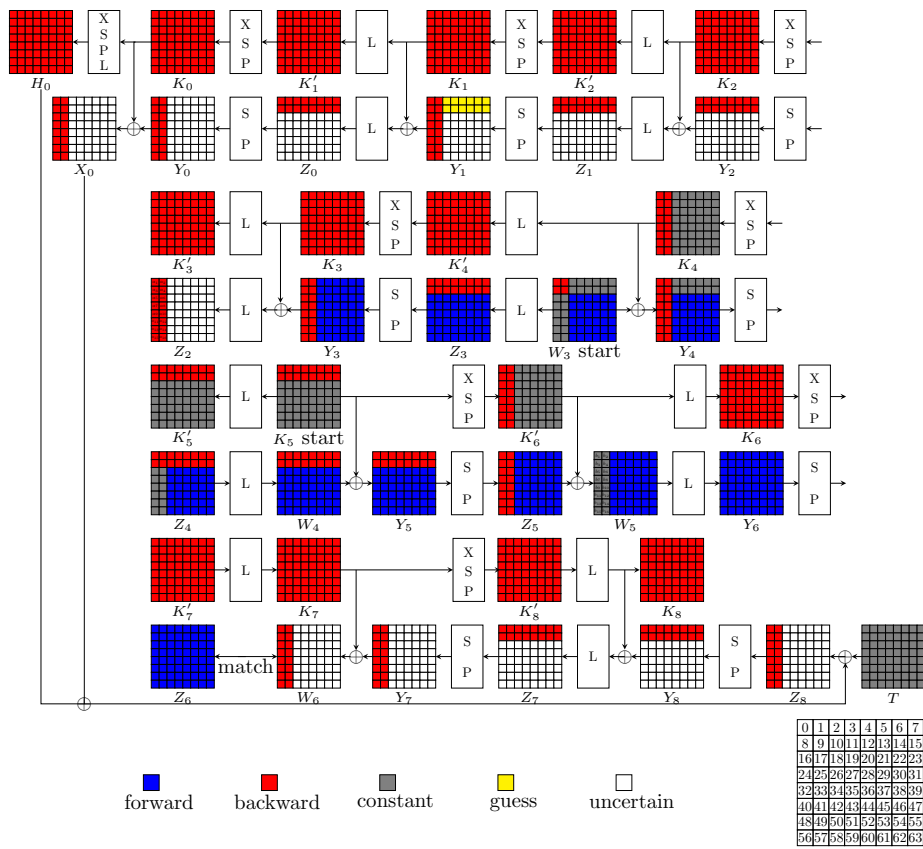 X S P L
X S P
L
X S P
L
H₀
K₀
K′₁
K₁
K′₂
K₂
S P
L
S P
L
S P
X₀
Y₀
Z₀
Y₁
Z₁
Y₂
L
X S P
L
X S P
K′₃
K₃
K′₄
K₄
L
S P
L
S P
Z₂
Y₃
Z₃
W₃ start
Y₄
L
X S P
L
X S P
K′₅
K₅ start
K′₆
K₆
L
S P
L
S P
Z₄
W₄
Y₅
Z₅
W₅
Y₆
L
X S P
L
K′₇
K₇
K′₈
K₈
match
S P
L
S P
Z₆
W₆
Y₇
Z₇
Y₈
Z₈
T
0 1 2 3 4 5 6 7
8 9 10 11 12 13 14 15
16 17 18 19 20 21 22 23
24 25 26 27 28 29 30 31
32 33 34 35 36 37 38 39
40 41 42 43 44 45 46 47
48 49 50 51 52 53 54 55
56 57 58 59 60 61 62 63
forward backward constant guess uncertain